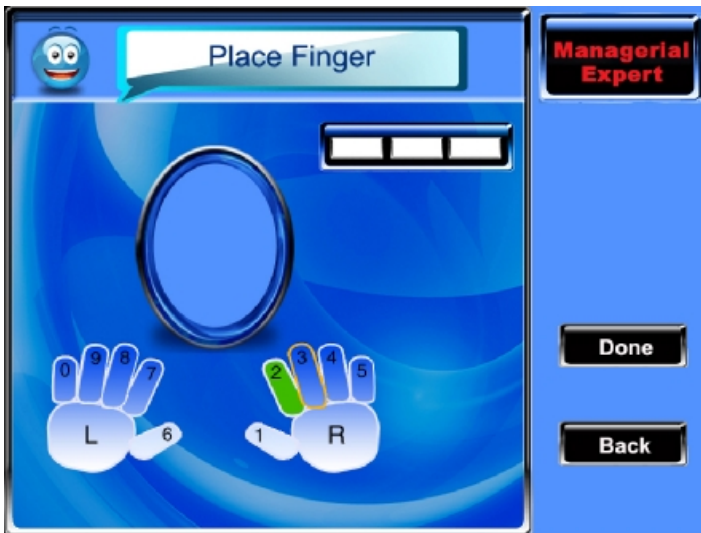 Place Finger
Managerial
Expert
0 9 8 7 6
L
1 2 3 4 5
R
Done
Back